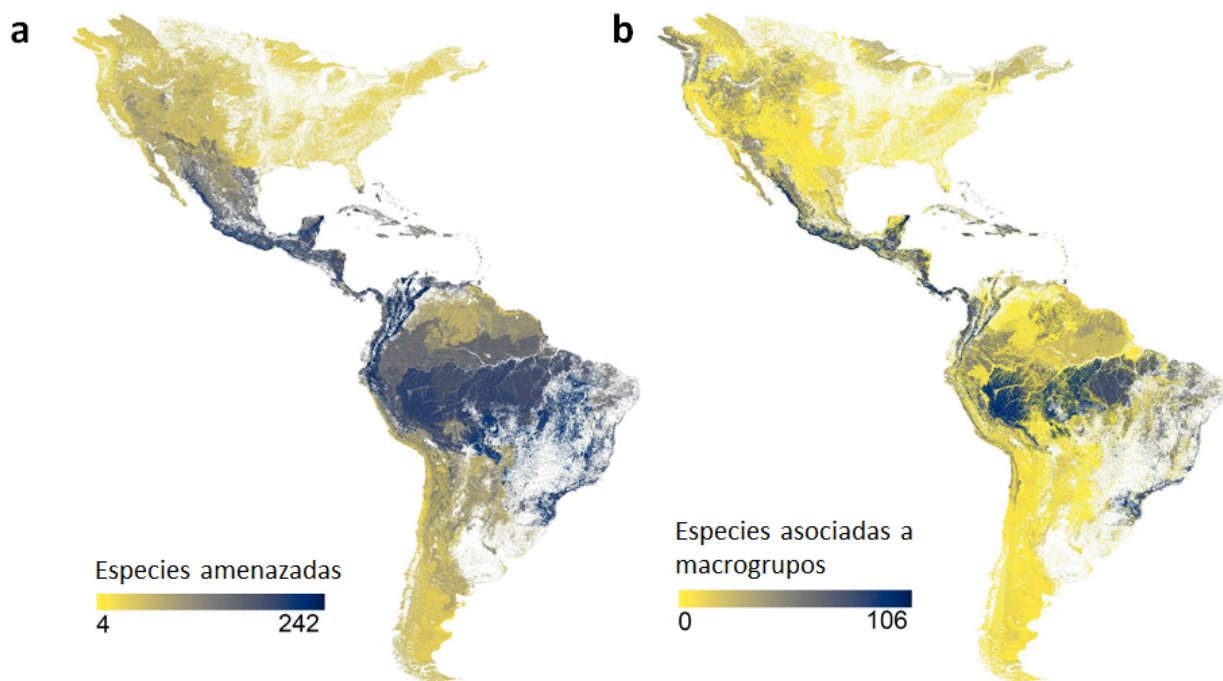 a
b
Especies amenazadas
4
242
Especies asociadas a
macrogrupos
0
106